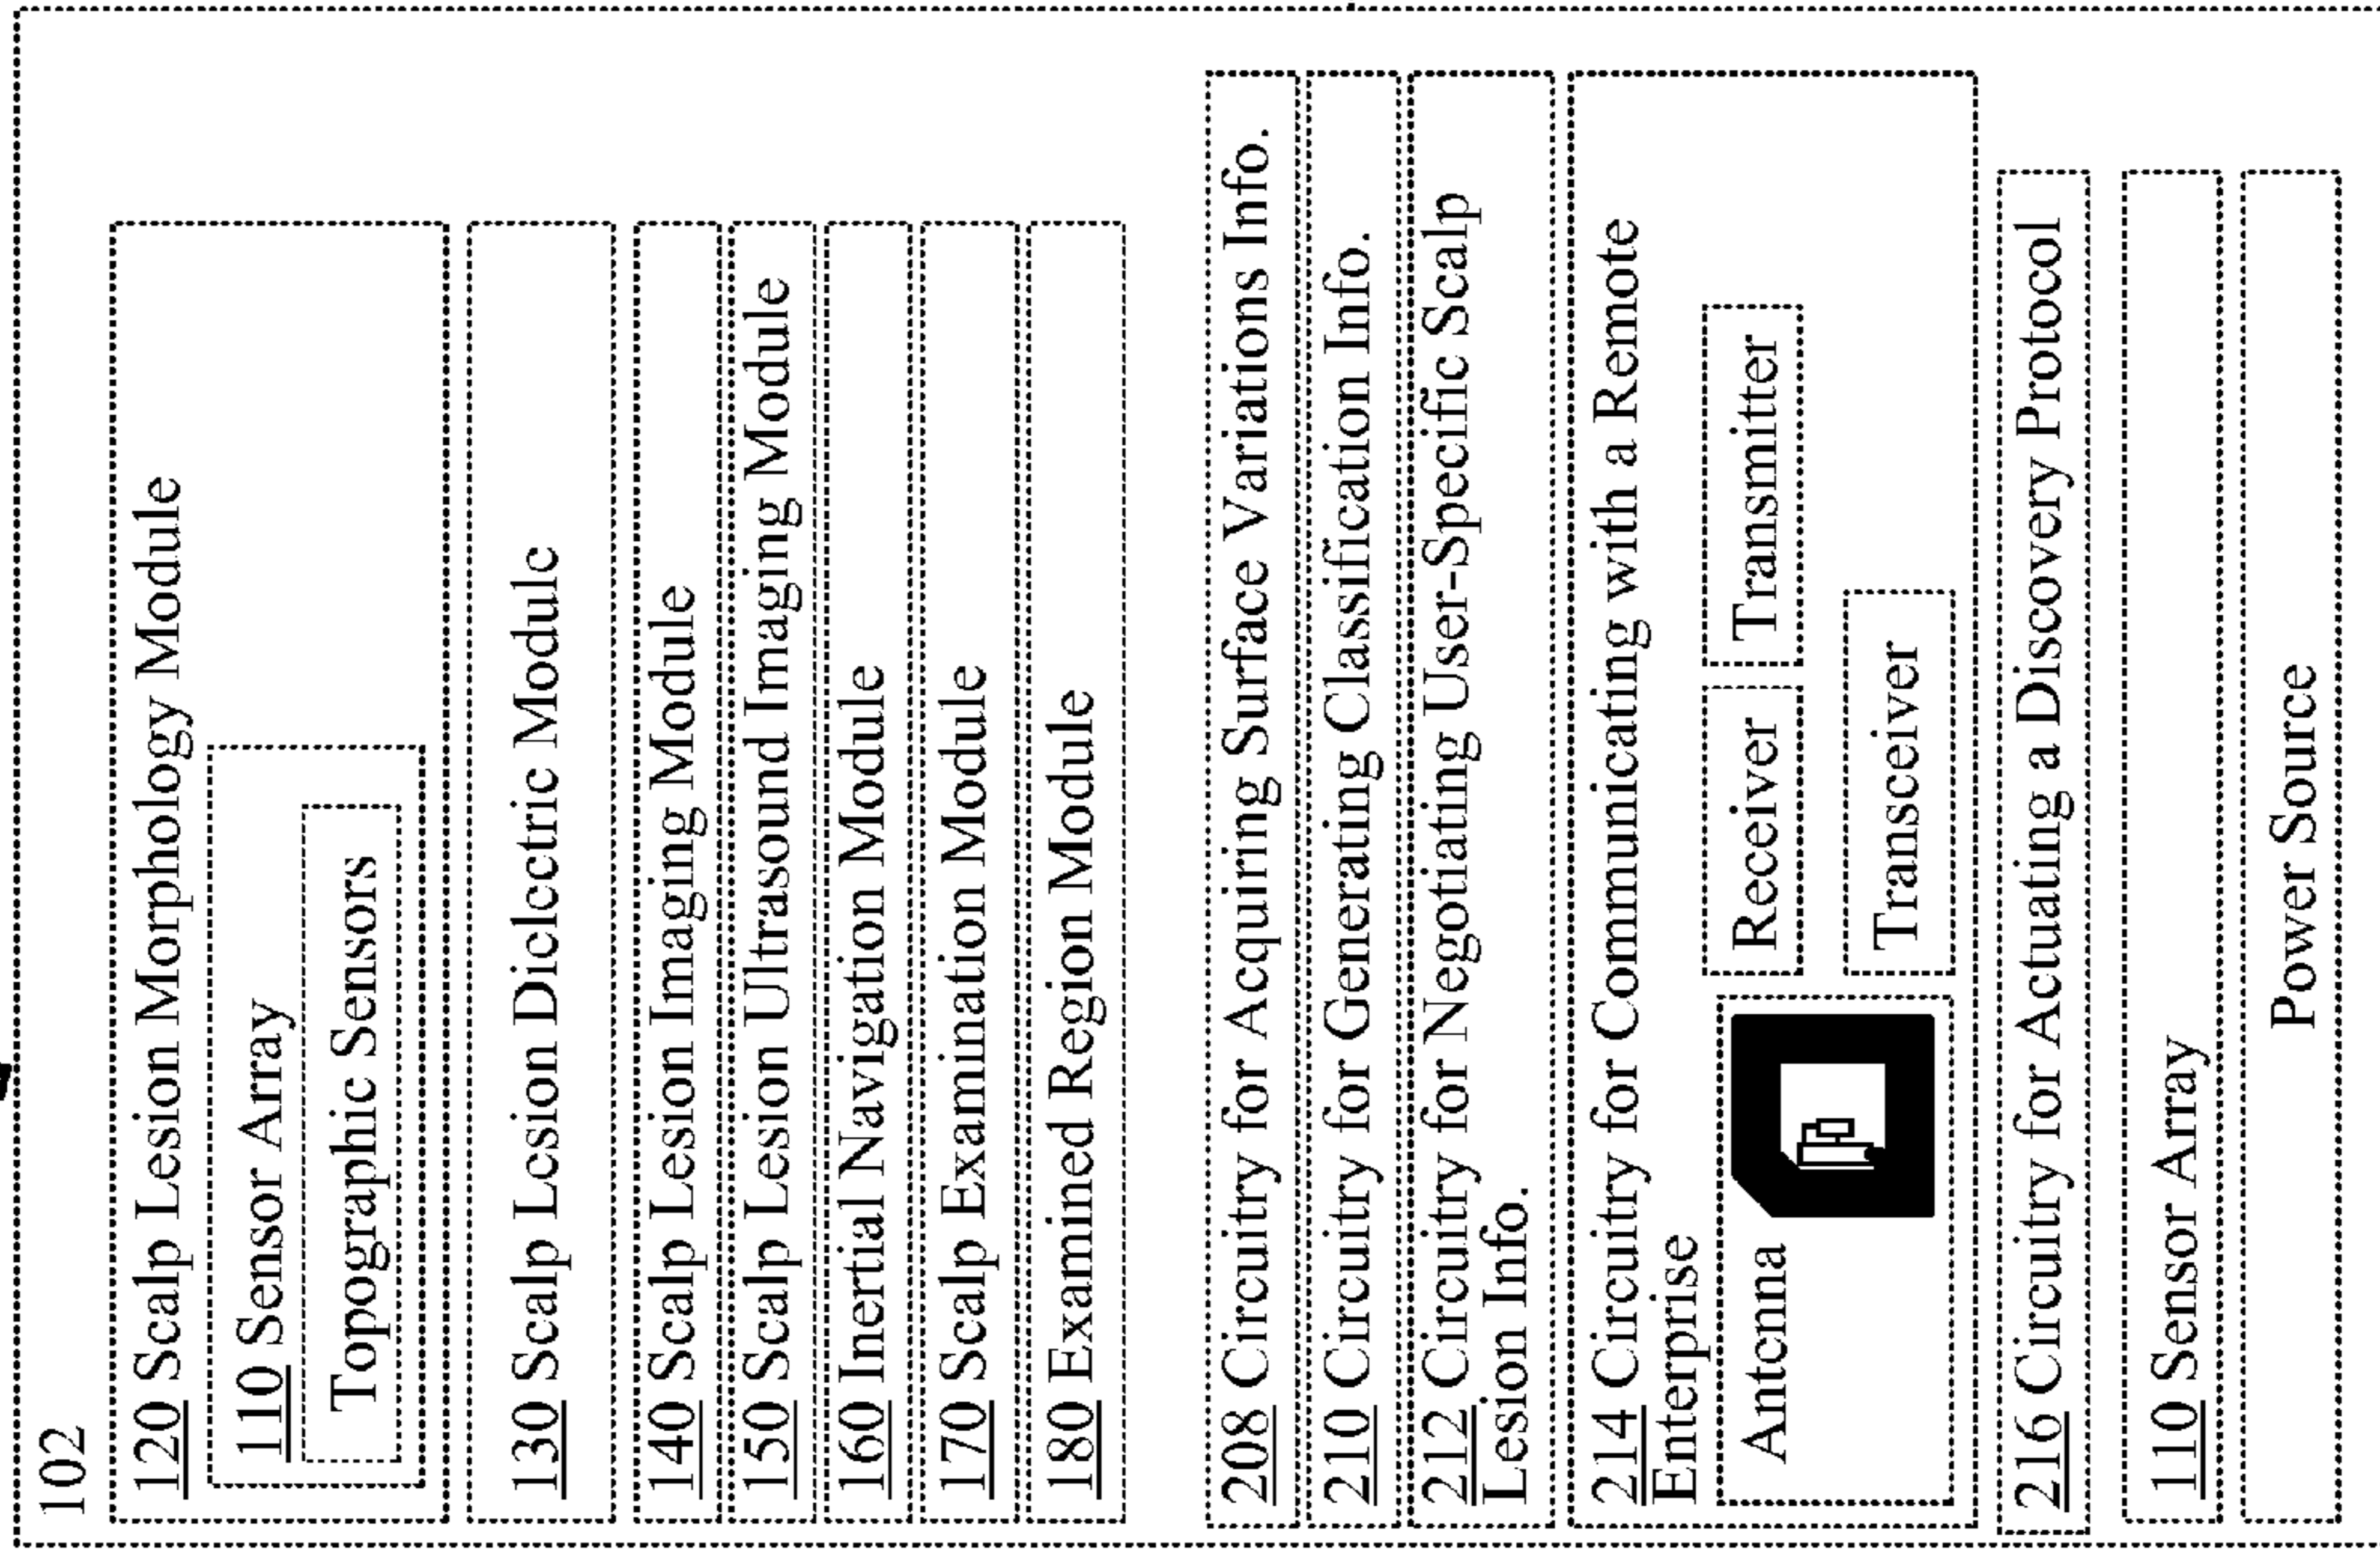 102
120 Scalp Lesion Morphology Module
110 Sensor Array
Topographic Sensors
130 Scalp Lesion Dielectric Module
140 Scalp Lesion Imaging Module
150 Scalp Lesion Ultrasound Imaging Module
160 Inertial Navigation Module
170 Scalp Examination Module
180 Examined Region Module
208 Circuitry for Acquiring Surface Variations Info.
210 Circuitry for Generating Classification Info.
212 Circuitry for Negotiating User-Specific Scalp
Lesion Info.
214 Circuitry for Communicating with a Remote
Enterprise
Antenna
Receiver
Transmitter
Transceiver
216 Circuitry for Actuating a Discovery Protocol
110 Sensor Array
Power Source